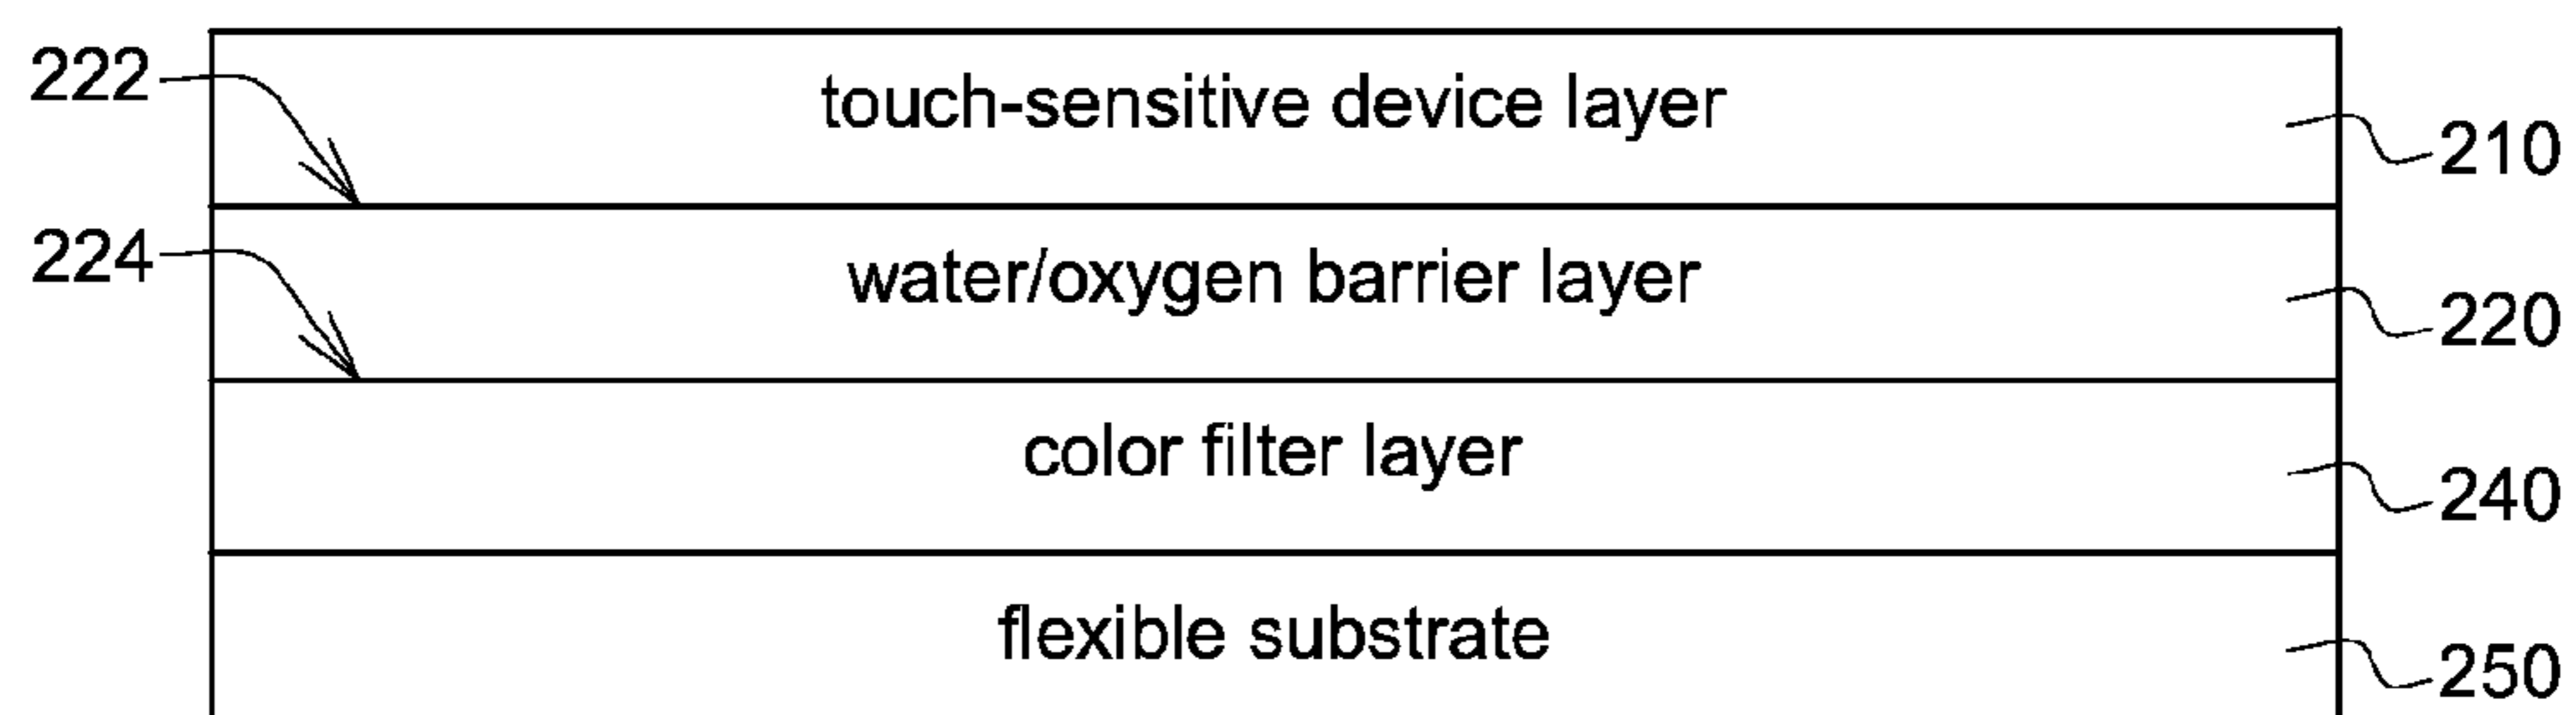 222
touch-sensitive device layer
210
224
water/oxygen barrier layer
220
color filter layer
240
flexible substrate
250